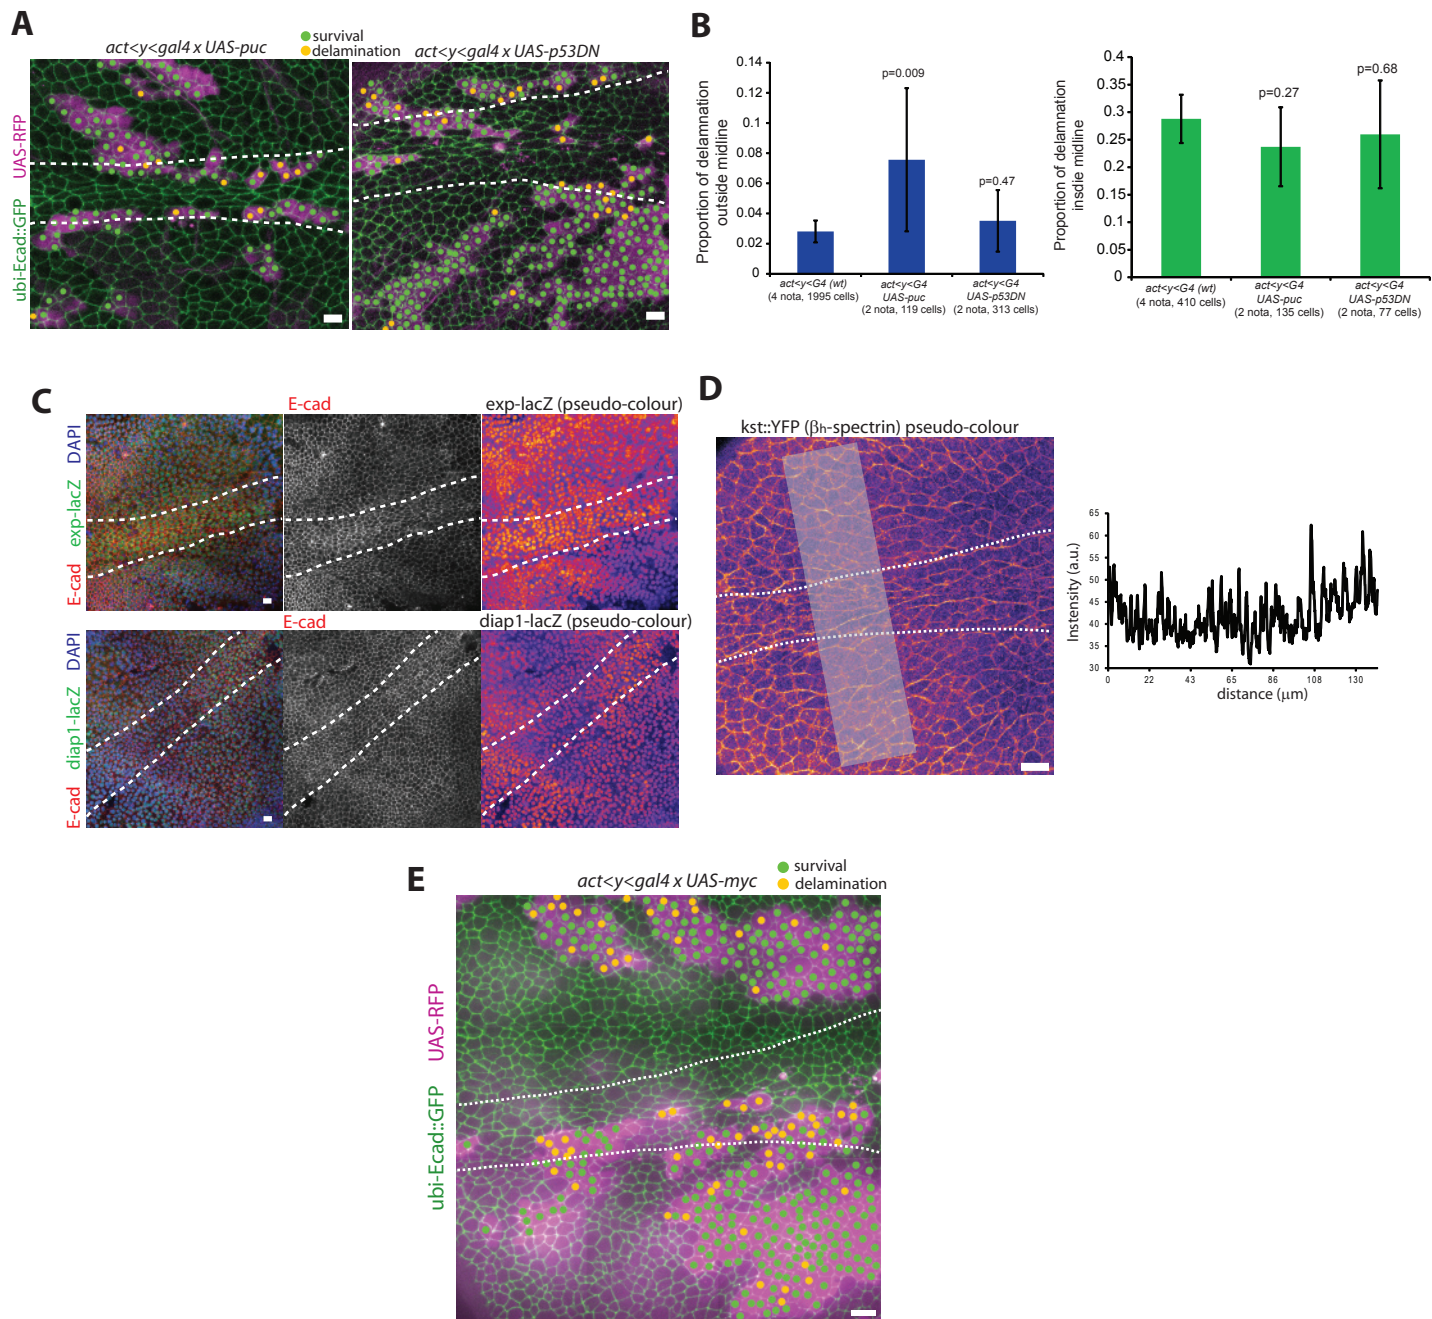 A
act<y<gal4 x UAS-puc
survival
delamination
act<y<gal4 x UAS-p53DN
ubi-Ecad::GFP UAS-RFP
B
Proportion of delamnation
outside midline
0.14
0.12
0.1
0.08
0.06
0.04
0.02
0
p=0.009
p=0.47
act<y<G4 (wt)
(4 nota, 1995 cells)
act<y<G4
UAS-puc
(2 nota, 119 cells)
act<y<G4
UAS-p53DN
(2 nota, 313 cells)
Proportion of delamnation
insdie midline
0.4
0.35
0.3
0.25
0.2
0.15
0.1
0.05
0
p=0.27
p=0.68
act<y<G4 (wt)
(4 nota, 410 cells)
act<y<G4
UAS-puc
(2 nota, 135 cells)
act<y<G4
UAS-p53DN
(2 nota, 77 cells)
C
E-cad
exp-lacZ (pseudo-colour)
E-cad exp-lacZ DAPI
E-cad
diap1-lacZ (pseudo-colour)
E-cad diap1-lacZ DAPI
D
kst::YFP (βh-spectrin) pseudo-colour
Instensity (a.u.)
65
60
55
50
45
40
35
30
0 22 43 65 86 108 130
distance (μm)
E
act<y<gal4 x UAS-myc
survival
delamination
ubi-Ecad::GFP UAS-RFP